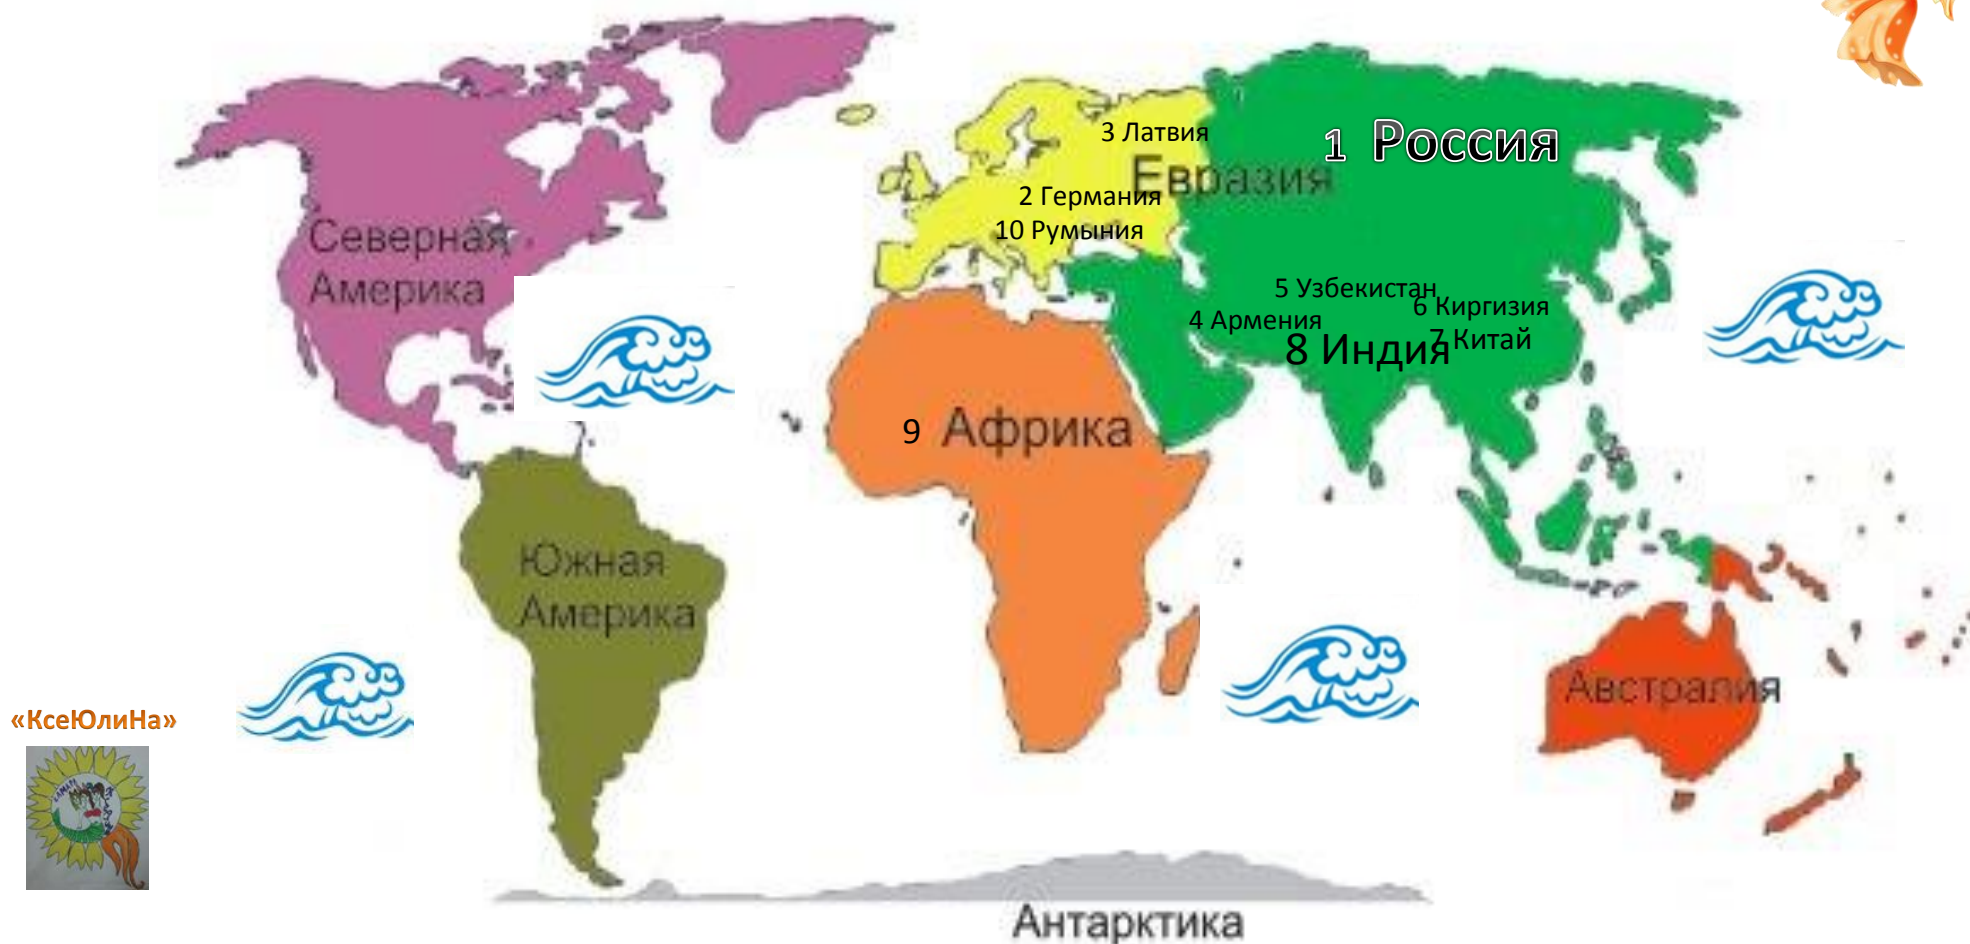 3 Латвия
1 Россия
Евразия
2 Германия
10 Румыния
Северная
Америка
5 Узбекистан
6 Киргизия
4 Армения
7 Китай
8 Индия
9 Африка
Южная
Америка
Австралия
«КсеЮлиНа»
Антарктика